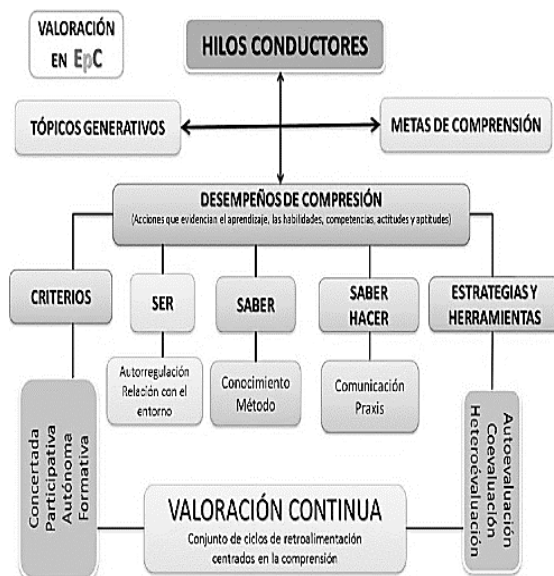 VALORACIÓN
EN EpC
HILOS CONDUCTORES
TÓPICOS GENERATIVOS
METAS DE COMPRENSIÓN
DESEMPEÑOS DE COMPRESIÓN
(Acciones que evidencian el aprendizaje, las habilidades, competencias, actitudes y aptitudes)
CRITERIOS
SER
SABER
SABER
HACER
ESTRATEGIAS Y
HERRAMIENTAS
Autorregulación
Relación con el
entorno
Conocimiento
Método
Comunicación
Praxis
Concertada
Participativa
Autónoma
Formativa
Autoevaluación
Coevaluación
Heteroévaluación
VALORACIÓN CONTINUA
Conjunto de ciclos de retroalimentación
centrados en la comprensión